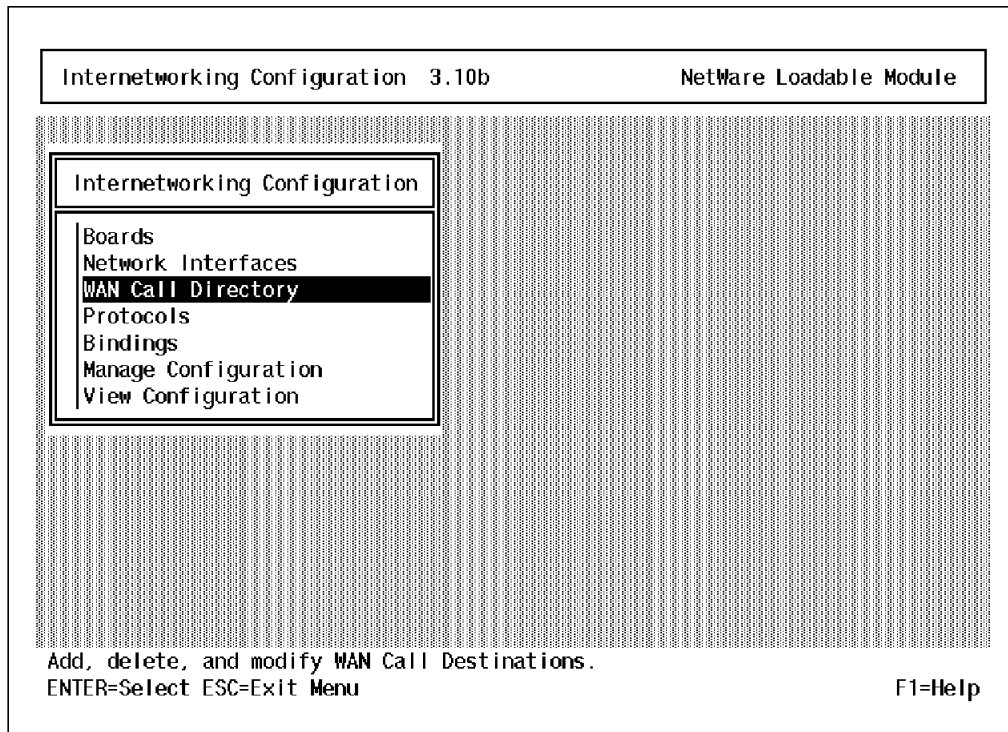 Internetworking Configuration 3.10b NetWare Loadable Module
Internetworking Configuration
Boards
Network Interfaces
WAN Call Directory
Protocols
Bindings
Manage Configuration
View Configuration
Add, delete, and modify WAN Call Destinations.
ENTER=Select ESC=Exit Menu F1=Help